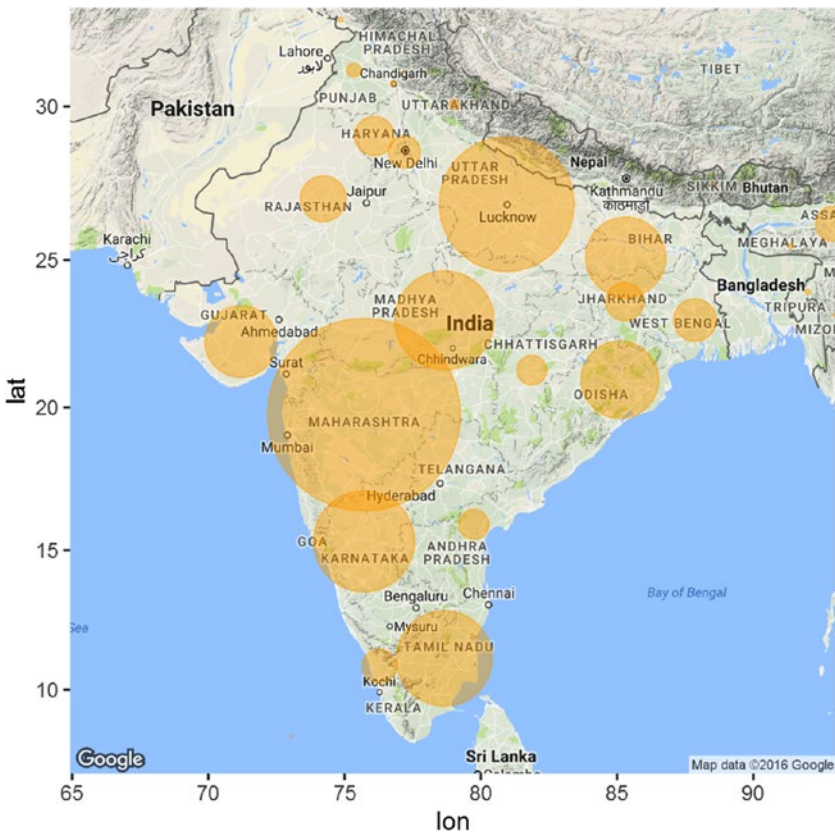 HIMACHAL
PRADESH
Lahore
لاہور
Chandigarh
TIBET
PUNJAB
UTTARAKHAND
30
Pakistan
HARYANA
New Delhi
UTTAR
PRADESH
Nepal
Kathmandu
काठमाडौं
SIKKIM
Bhutan
RAJASTHAN
Jaipur
Lucknow
ASSA
Karachi
كراچى
BIHAR
MEGHALAYA
25
Bangladesh
GUJARAT
Ahmedabad
MADHYA
PRADESH
India
JHARKHAND
WEST BENGAL
TRIPURA
MIZO
Surat
Chhindwara
CHHATTISGARH
lat
20
ODISHA
MAHARASHTRA
Mumbai
TELANGANA
Hyderabad
15
GOA
KARNATAKA
ANDHRA
PRADESH
Bengaluru
Chennai
Bay of Bengal
Sea
Mysuru
TAMIL NADU
10
Kochi
KERALA
Google
Sri Lanka
Colombo
Map data ©2016 Google
65 70 75 80 85 90
lon